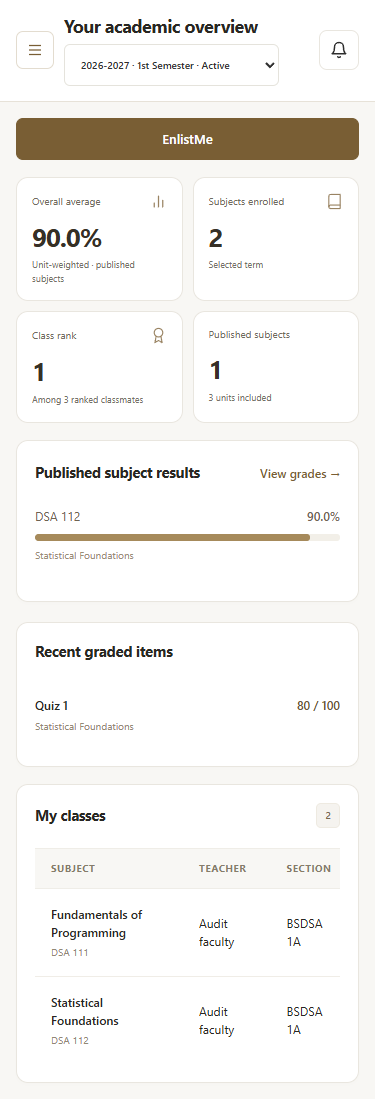 Your academic overview
2026-2027 · 1st Semester · Active
EnlistMe
Overall average
90.0%
Unit-weighted · published
subjects
Subjects enrolled
2
Selected term
Class rank
1
Among 3 ranked classmates
Published subjects
1
3 units included
Published subject results
View grades →
DSA 112
90.0%
Statistical Foundations
Recent graded items
Quiz 1
80 / 100
Statistical Foundations
My classes
2
SUBJECT TEACHER SECTION
Fundamentals of
Programming
DSA 111
Audit
faculty
BSDSA
1A
Statistical
Foundations
DSA 112
Audit
faculty
BSDSA
1A